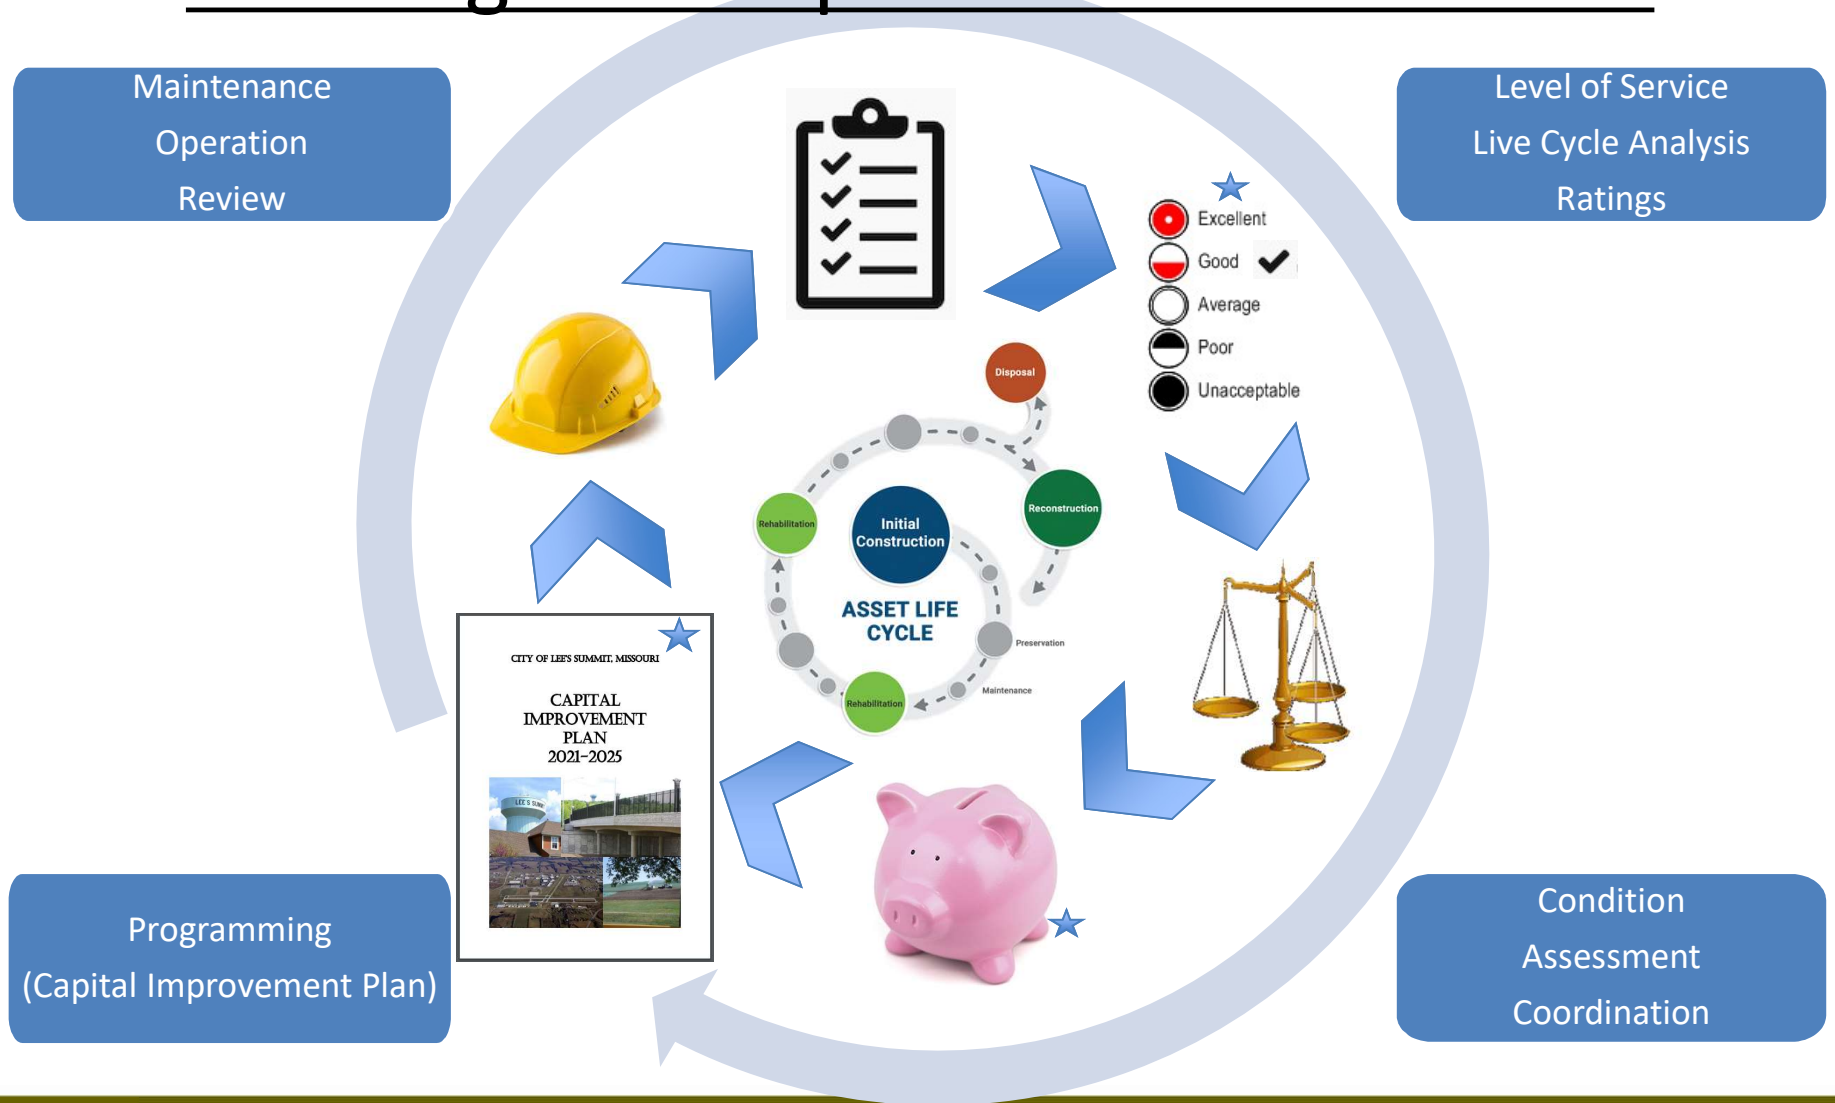 Maintenance
Operation
Review
Level of Service
Live Cycle Analysis
Ratings
Excellent
Good
Average
Poor
Unacceptable
Disposal
Reconstruction
Rehabilitation
Initial
Construction
ASSET LIFE
CYCLE
Preservation
Maintenance
Rehabilitation
CITY OF LEE'S SUMMIT, MISSOURI
CAPITAL
IMPROVEMENT
PLAN
2021-2025
LEE'S SUMM
Programming
(Capital Improvement Plan)
Condition
Assessment
Coordination